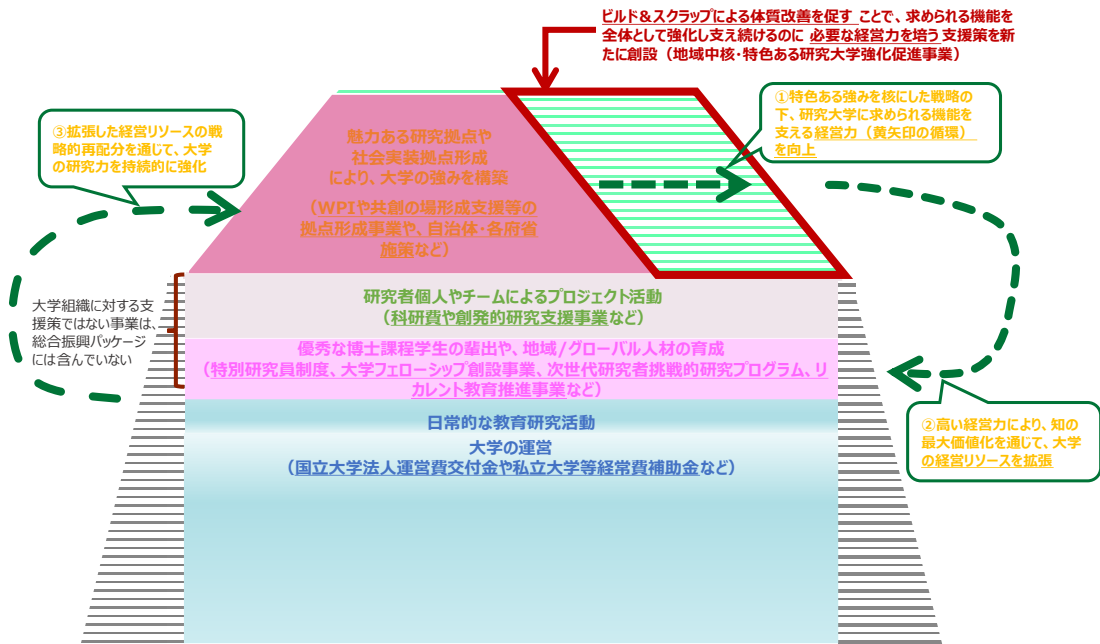 ビルド&スクラップによる体質改善を促す ことで、求められる機能を
全体として強化し支え続けるのに 必要な経営力を培う 支援策を新
たに創設（地域中核・特色ある研究大学強化促進事業）
①特色ある強みを核にした戦略の
下、研究大学に求められる機能を
支える経営力（黄矢印の循環）
を向上
③拡張した経営リソースの戦
略的再配分を通じて、大学
の研究力を持続的に強化
魅力ある研究拠点や
社会実装拠点形成
により、大学の強みを構築
（WPIや共創の場形成支援等の
拠点形成事業や、自治体・各府省
施策など）
大学組織に対する支
援策ではない事業は、
総合振興パッケージ
には含んでいない
研究者個人やチームによるプロジェクト活動
（科研費や創発的研究支援事業など）
優秀な博士課程学生の輩出や、地域/グローバル人材の育成
（特別研究員制度、大学フェローシップ創設事業、次世代研究者挑戦的研究プログラム、リ
カレント教育推進事業など）
日常的な教育研究活動
大学の運営
（国立大学法人運営費交付金や私立大学等経常費補助金など）
②高い経営力により、知の
最大価値化を通じて、大学
の経営リソースを拡張